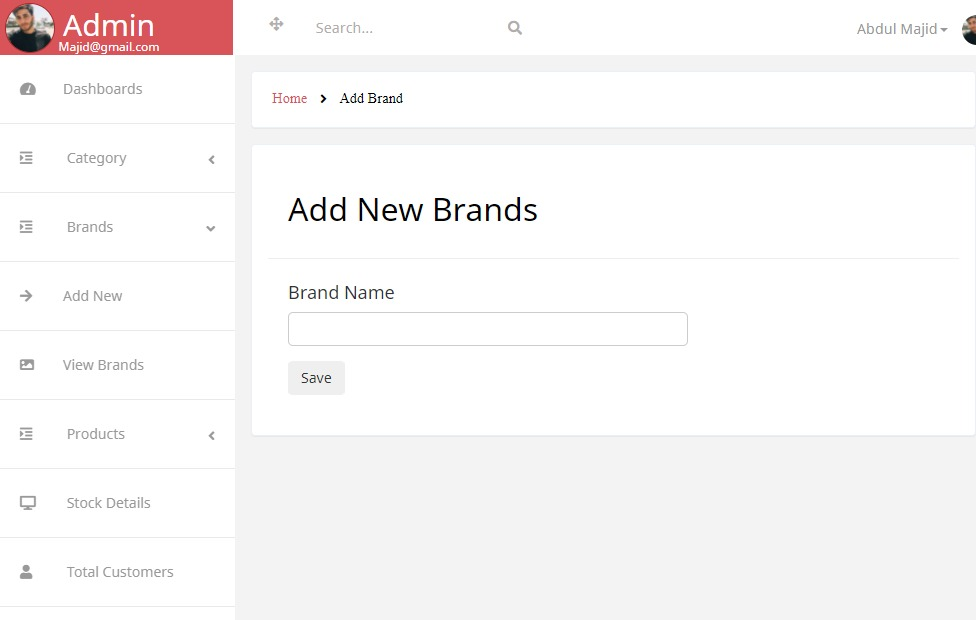 Admin
Majid@gmail.com
Search...
Abdul Majid
Dashboards
Category
Brands
Add New
View Brands
Products
Stock Details
Total Customers
Home Add Brand
Add New Brands
Brand Name
Save